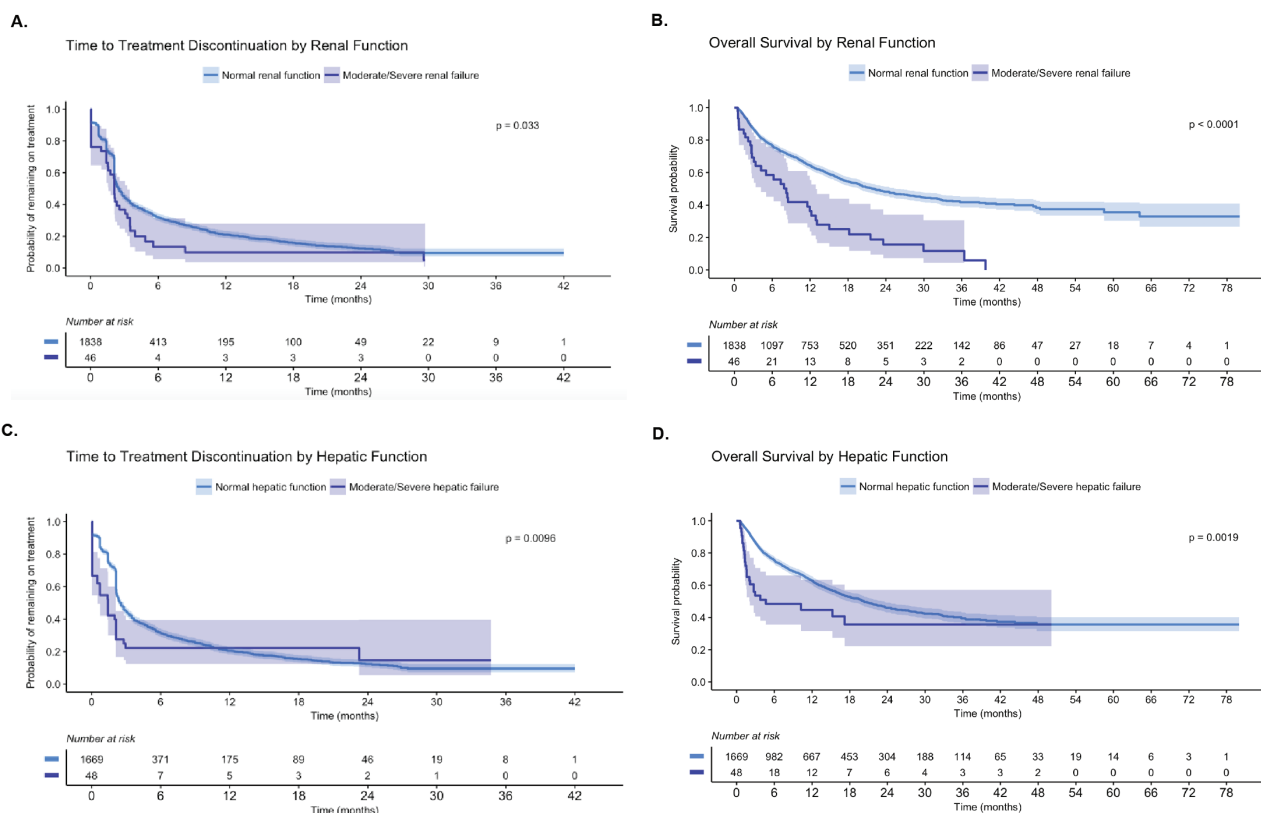 A.
Time to Treatment Discontinuation by Renal Function
Normal renal function Moderate/Severe renal failure
Probability of remaining on treatment
1.0
0.8
0.6
0.4
0.2
0.0
p = 0.033
0 6 12 18 24 30 36 42
Time (months)
Number at risk
1838 413 195 100 49 22 9 1
46 4 3 3 3 0 0 0
0 6 12 18 24 30 36 42
Time (months)
B.
Overall Survival by Renal Function
Normal renal function Moderate/Severe renal failure
Survival probability
1.0
0.8
0.6
0.4
0.2
0.0
p < 0.0001
0 6 12 18 24 30 36 42 48 54 60 66 72 78
Time (months)
Number at risk
1838 1097 753 520 351 222 142 86 47 27 18 7 4 1
46 21 13 8 5 3 2 0 0 0 0 0 0 0
0 6 12 18 24 30 36 42 48 54 60 66 72 78
Time (months)
C.
Time to Treatment Discontinuation by Hepatic Function
Normal hepatic function Moderate/Severe hepatic failure
Probability of remaining on treatment
1.0
0.8
0.6
0.4
0.2
0.0
p = 0.0096
0 6 12 18 24 30 36 42
Time (months)
Number at risk
1669 371 175 89 46 19 8 1
48 7 5 3 2 1 0 0
0 6 12 18 24 30 36 42
Time (months)
D.
Overall Survival by Hepatic Function
Normal hepatic function Moderate/Severe hepatic failure
Survival probability
1.0
0.8
0.6
0.4
0.2
0.0
p = 0.0019
0 6 12 18 24 30 36 42 48 54 60 66 72 78
Time (months)
Number at risk
1669 982 667 453 304 188 114 65 33 19 14 6 3 1
48 18 12 7 6 4 3 3 2 0 0 0 0 0
0 6 12 18 24 30 36 42 48 54 60 66 72 78
Time (months)